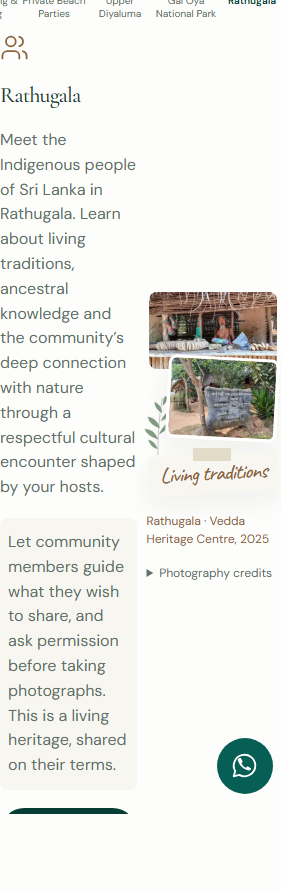 ng & Private Beach Upper Gal Oya Rathugala
g Parties Diyaluma National Park
Rathugala
Meet the
Indigenous people
of Sri Lanka in
Rathugala. Learn
about living
traditions,
ancestral
knowledge and
the community’s
deep connection
with nature
through a
respectful cultural
encounter shaped
by your hosts.
Let community
members guide
what they wish
to share, and
ask permission
before taking
photographs.
This is a living
heritage, shared
on their terms.
Living traditions
Rathugala · Vedda
Heritage Centre, 2025
▶ Photography credits